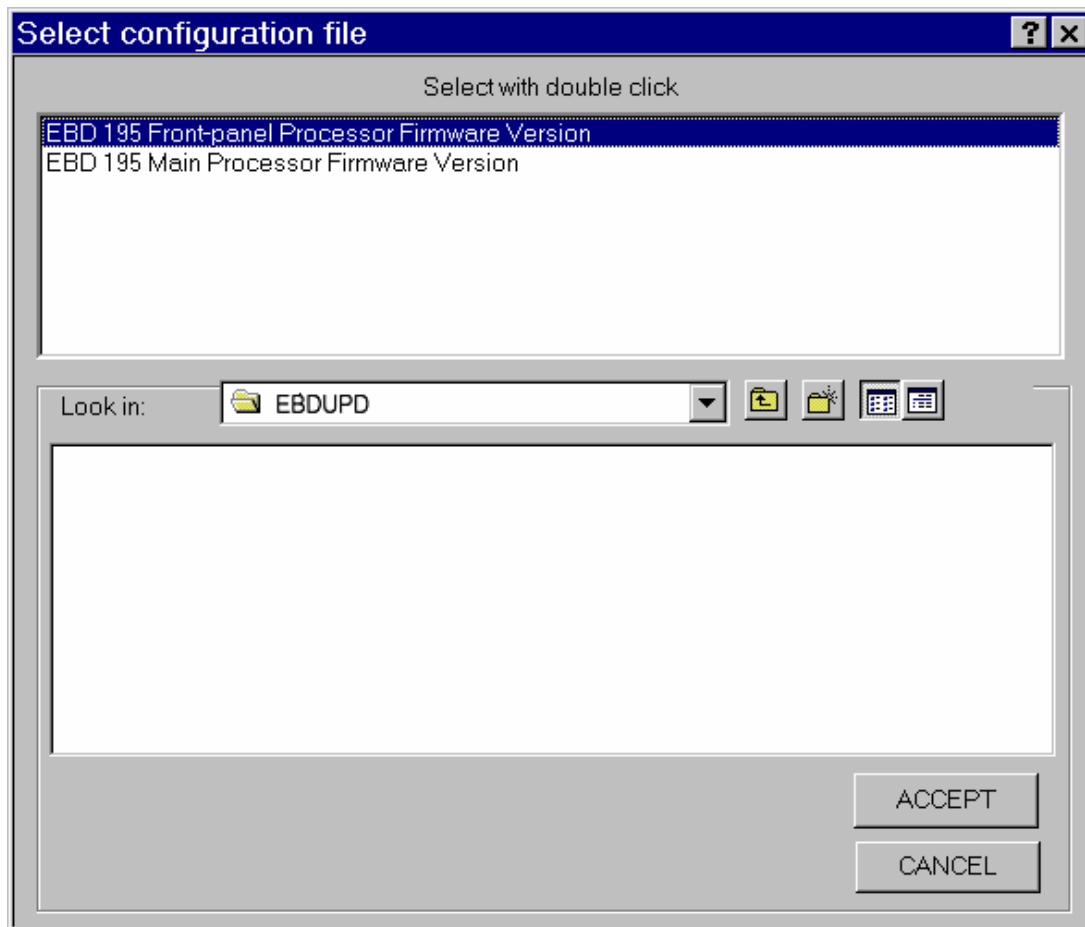 Select configuration file
Select with double click
EBD 195 Front-panel Processor Firmware Version
EBD 195 Main Processor Firmware Version
Look in: EBDUPD
ACCEPT
CANCEL